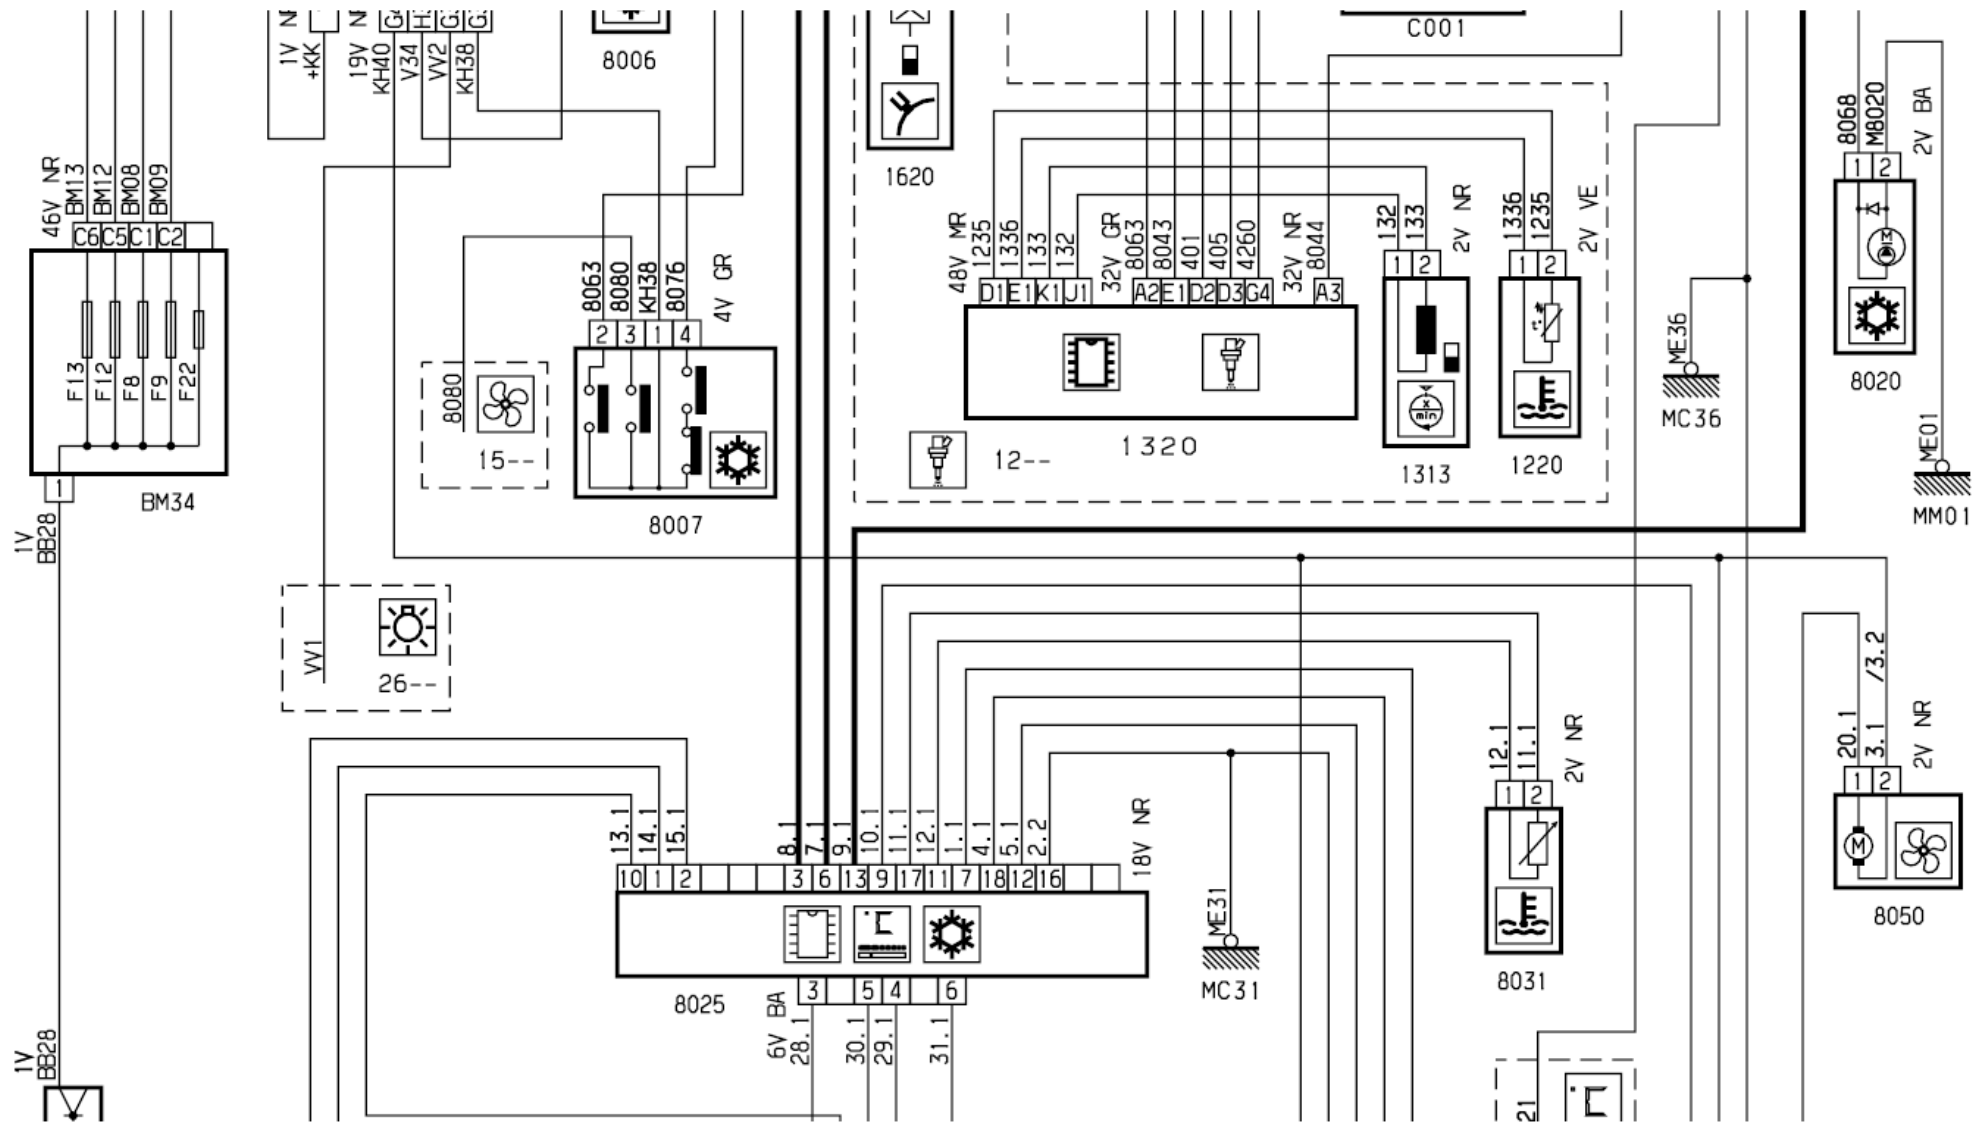 1V
+KK
19V
KH40
V34
VV2
KH38
8006
C001
8068
M8020
2V BA
1620
46V NR
BM13
BM12
BM08
BM09
C6 C5 C1 C2
F13
F12
F8
F9
F22
1
BM34
1V
BB28
8063
8080
KH38
8076
4V GR
2 3 1 4
8080
15--
8007
48V MR
1235
1336
133
132
32V GR
8063
8043
401
405
4260
32V NR
8044
D1 E1 K1 J1
A2 E1 D2 D3 G4
A3
1320
12--
132
133
2V NR
1 2
x
min
1313
1336
1235
2V VE
1 2
t°
1220
ME36
MC36
1 2
M
8020
ME01
MM01
VV1
26--
13.1
14.1
15.1
8.1
7.1
9.1
10.1
11.1
12.1
1.1
4.1
5.1
2.2
18V NR
10 1 2 3 6 13 9 17 11 7 18 12 16
°C
8025
3 5 4 6
6V BA
28.1
30.1
29.1
31.1
ME31
MC31
12.1
11.1
2V NR
1 2
8031
/3.2
20.1
3.1
2V NR
1 2
M
8050
1V
BB28
21
°C